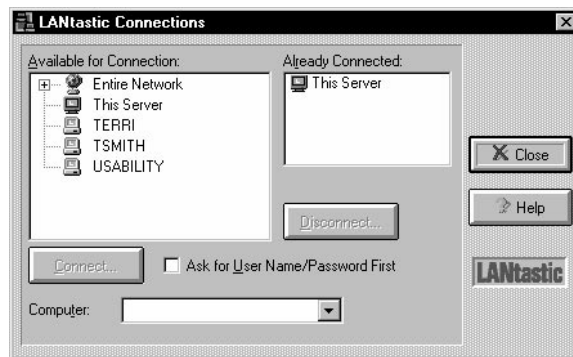 LANtastic Connections
Available for Connection:
Already Connected:
Entire Network
This Server
TERRI
TSMITH
USABILITY
This Server
Close
Help
Disconnect...
Connect...
Ask for User Name/Password First
LANtastic
Computer: